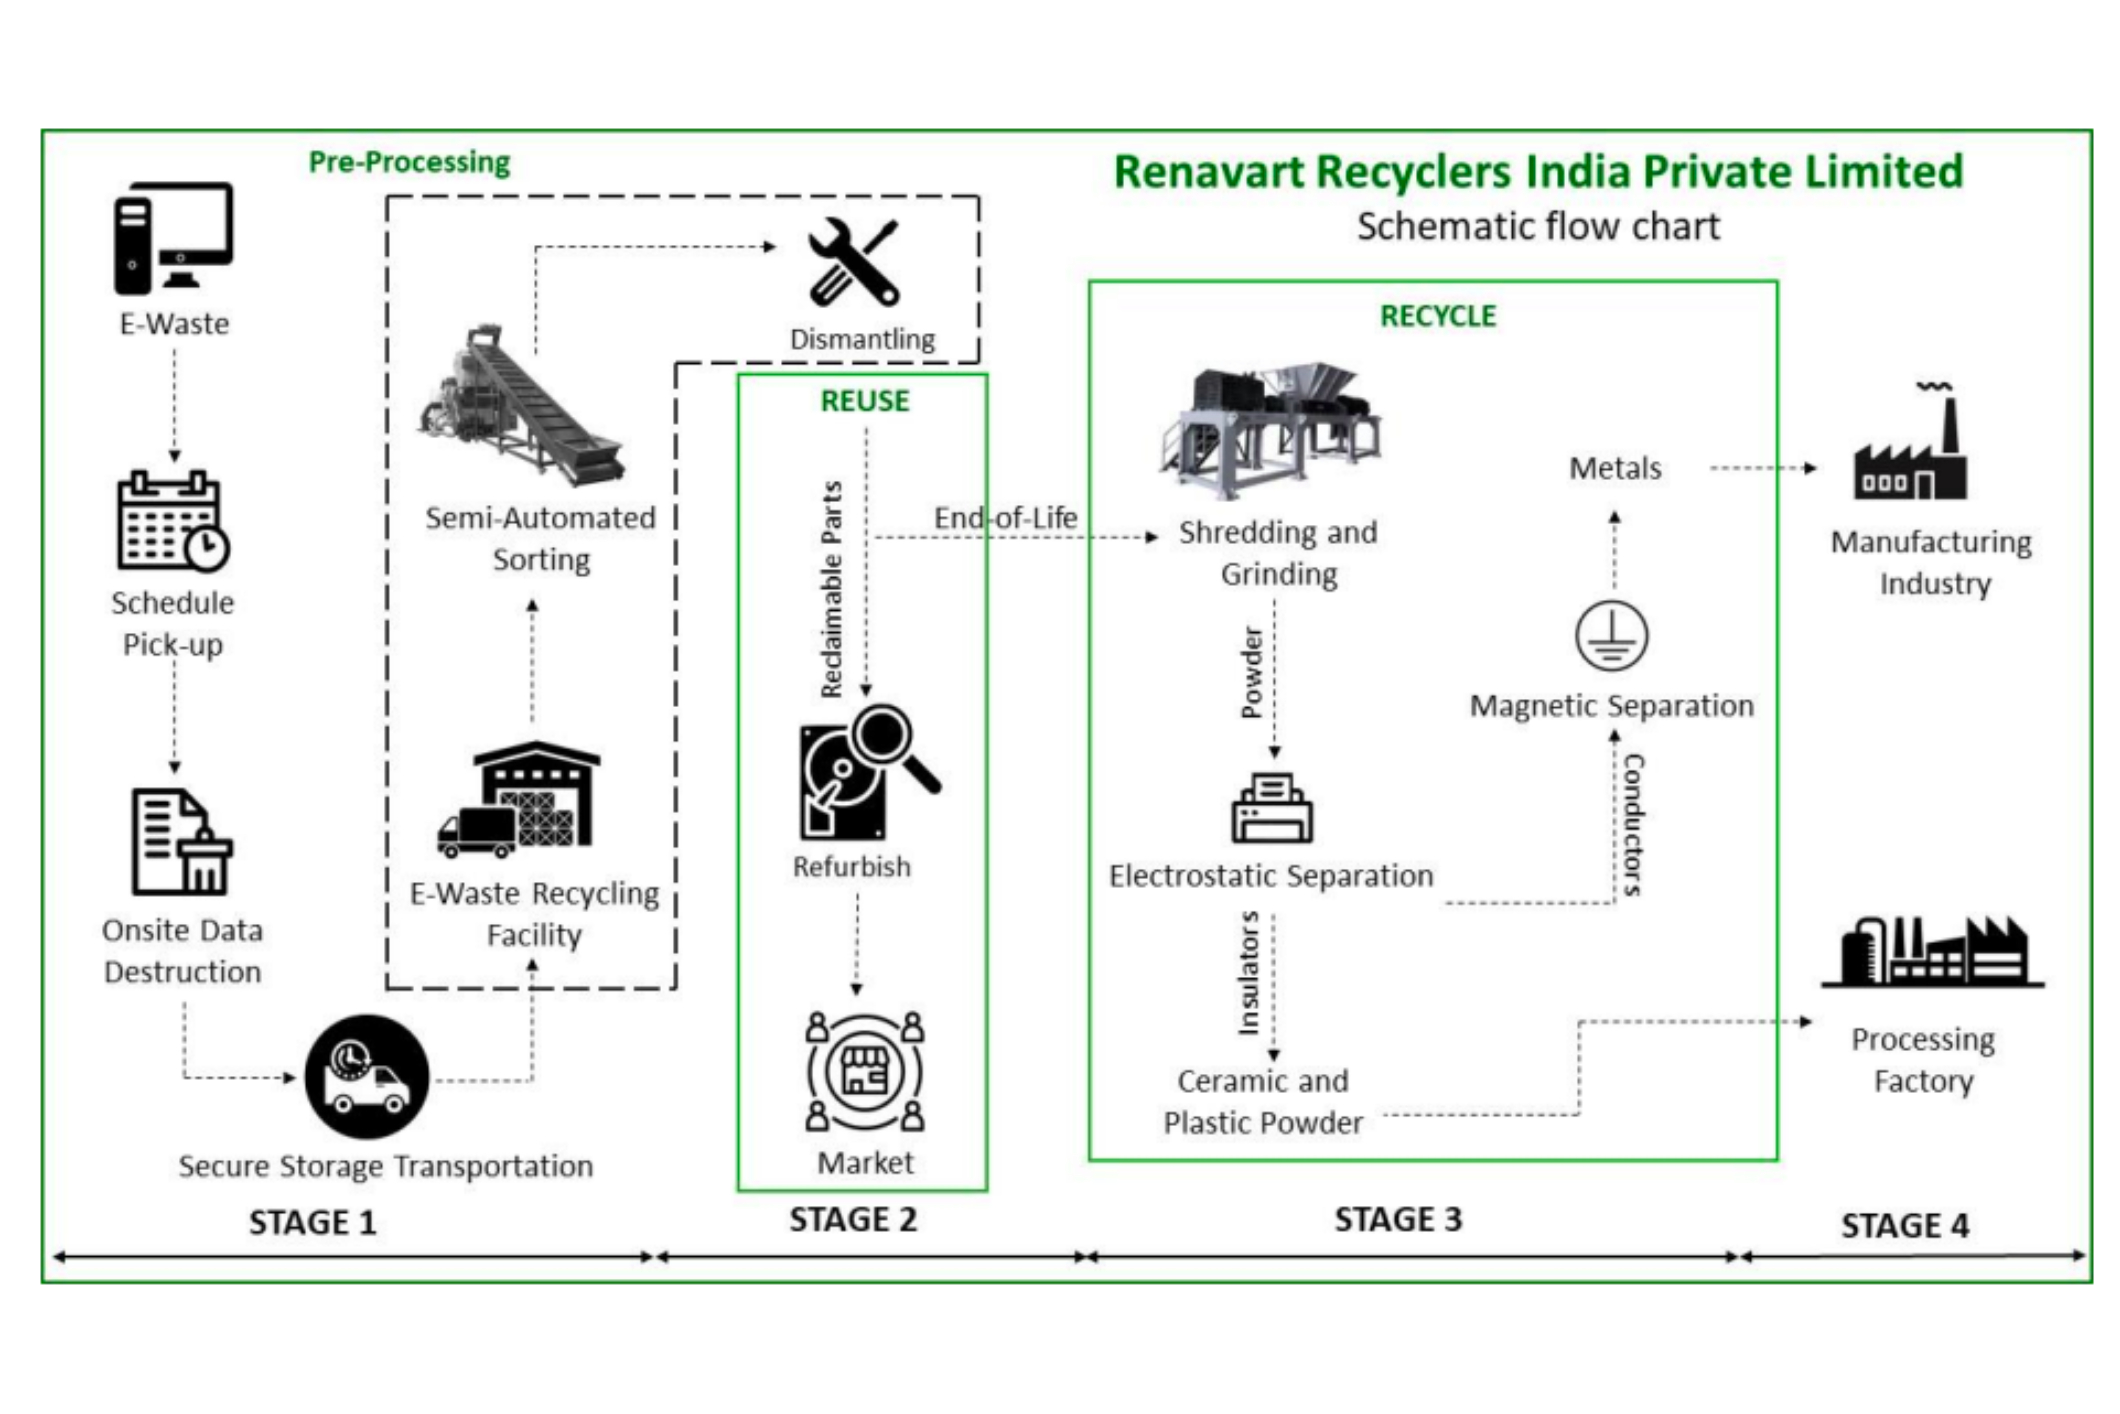 Pre-Processing
Renavart Recyclers India Private Limited
Schematic flow chart
E-Waste
Schedule
Pick-up
Onsite Data
Destruction
Secure Storage Transportation
E-Waste Recycling
Facility
Semi-Automated
Sorting
Dismantling
REUSE
Reclaimable Parts
End-of-Life
Refurbish
Market
RECYCLE
Shredding and
Grinding
Powder
Electrostatic Separation
Insulators
Ceramic and
Plastic Powder
Conductors
Magnetic Separation
Metals
Manufacturing
Industry
Processing
Factory
STAGE 1
STAGE 2
STAGE 3
STAGE 4